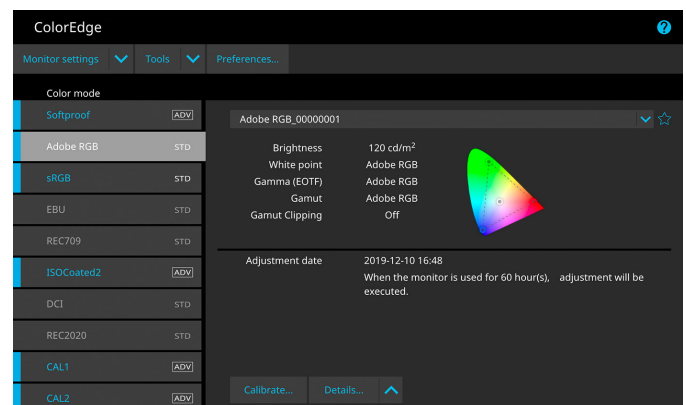 ColorEdge
?
Monitor settings Tools Preferences...
Color mode
Softproof ADV
Adobe RGB STD
sRGB STD
EBU STD
REC709 STD
ISOCoated2 ADV
DCI STD
REC2020 STD
CAL1 ADV
CAL2 ADV
Adobe RGB_00000001
Brightness 120 cd/m²
White point Adobe RGB
Gamma (EOTF) Adobe RGB
Gamut Adobe RGB
Gamut Clipping Off
Adjustment date 2019-12-10 16:48
When the monitor is used for 60 hour(s), adjustment will be
executed.
Calibrate... Details...